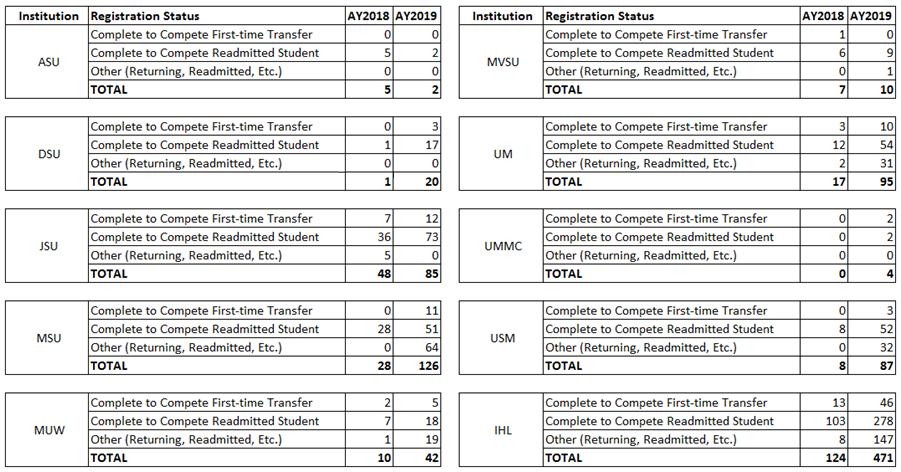 Institution Registration Status AY2018 AY2019
Complete to Compete First-time Transfer 0 0
ASU Complete to Compete Readmitted Student 5 2
Other (Returning, Readmitted, Etc.) 0 0
TOTAL 5 2
Complete to Compete First-time Transfer 0 3
DSU Complete to Compete Readmitted Student 1 17
Other (Returning, Readmitted, Etc.) 0 0
TOTAL 1 20
Complete to Compete First-time Transfer 7 12
JSU Complete to Compete Readmitted Student 36 73
Other (Returning, Readmitted, Etc.) 5 0
TOTAL 48 85
Complete to Compete First-time Transfer 0 11
MSU Complete to Compete Readmitted Student 28 51
Other (Returning, Readmitted, Etc.) 0 64
TOTAL 28 126
Complete to Compete First-time Transfer 2 5
MUW Complete to Compete Readmitted Student 7 18
Other (Returning, Readmitted, Etc.) 1 19
TOTAL 10 42
Institution Registration Status AY2018 AY2019
Complete to Compete First-time Transfer 1 0
MVSU Complete to Compete Readmitted Student 6 9
Other (Returning, Readmitted, Etc.) 0 1
TOTAL 7 10
Complete to Compete First-time Transfer 3 10
UM Complete to Compete Readmitted Student 12 54
Other (Returning, Readmitted, Etc.) 2 31
TOTAL 17 95
Complete to Compete First-time Transfer 0 2
UMMC Complete to Compete Readmitted Student 0 2
Other (Returning, Readmitted, Etc.) 0 0
TOTAL 0 4
Complete to Compete First-time Transfer 0 3
USM Complete to Compete Readmitted Student 8 52
Other (Returning, Readmitted, Etc.) 0 32
TOTAL 8 87
Complete to Compete First-time Transfer 13 46
IHL Complete to Compete Readmitted Student 103 278
Other (Returning, Readmitted, Etc.) 8 147
TOTAL 124 471